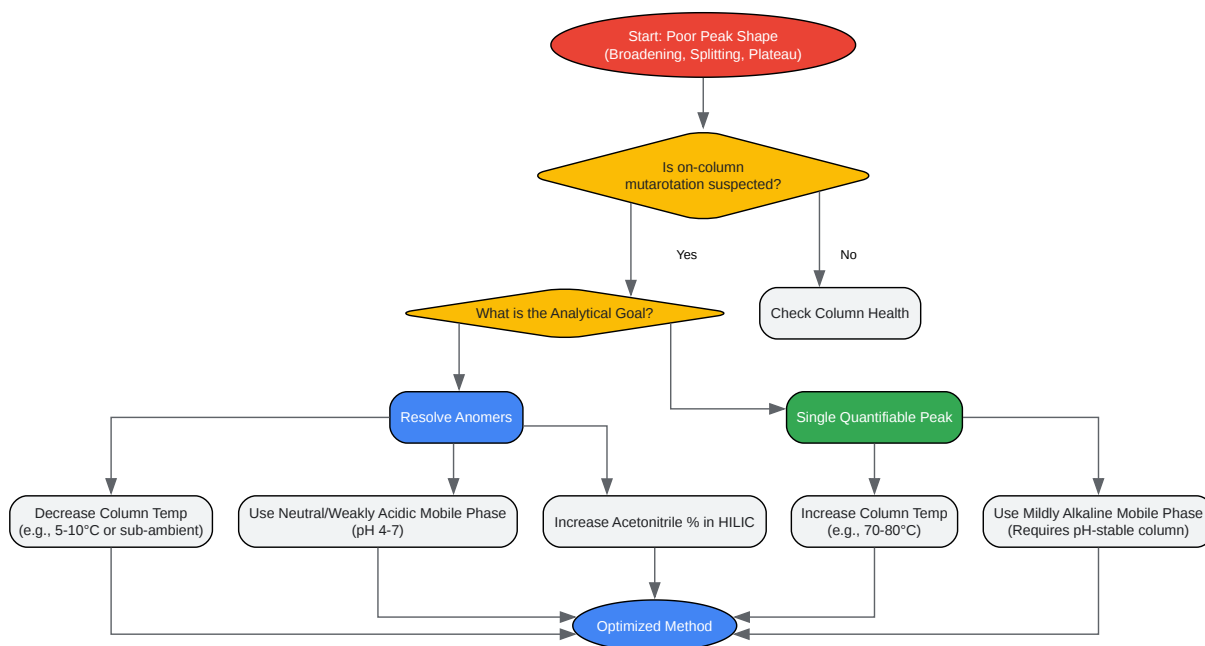 Start: Poor Peak Shape
(Broadening, Splitting, Plateau)
Is on-column
mutarotation suspected?
Yes
No
What is the Analytical Goal?
Check Column Health
Resolve Anomers
Single Quantifiable Peak
Decrease Column Temp
(e.g., 5-10°C or sub-ambient)
Use Neutral/Weakly Acidic Mobile Phase
(pH 4-7)
Increase Acetonitrile % in HILIC
Increase Column Temp
(e.g., 70-80°C)
Use Mildly Alkaline Mobile Phase
(Requires pH-stable column)
Optimized Method